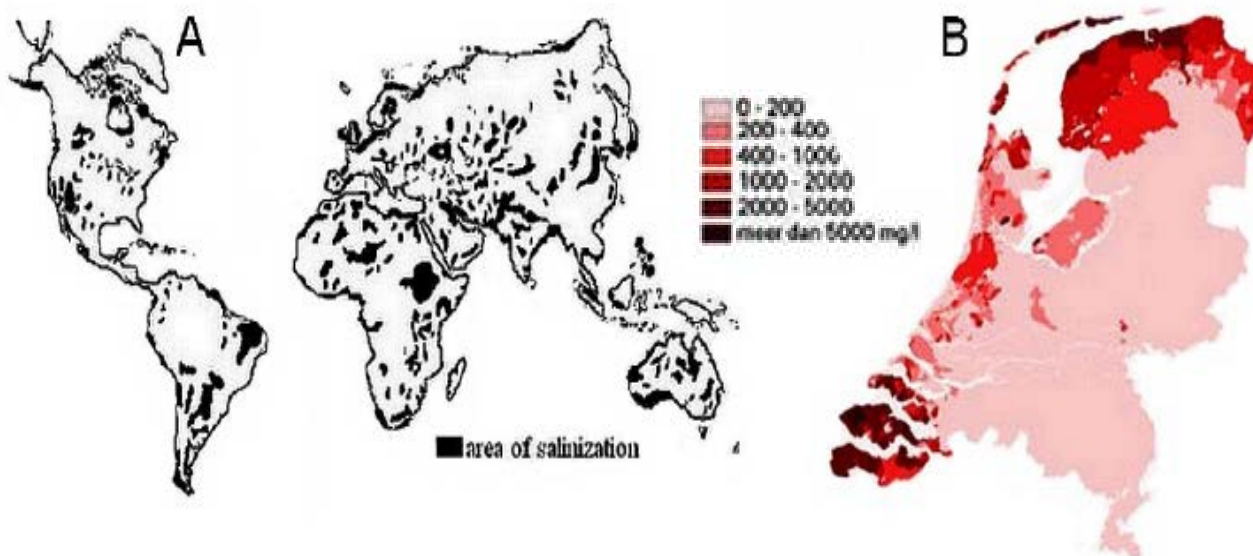 A
B
0 - 200
200 - 400
400 - 1000
1000 - 2000
2000 - 5000
meer dan 5000 mg/l
area of salinization